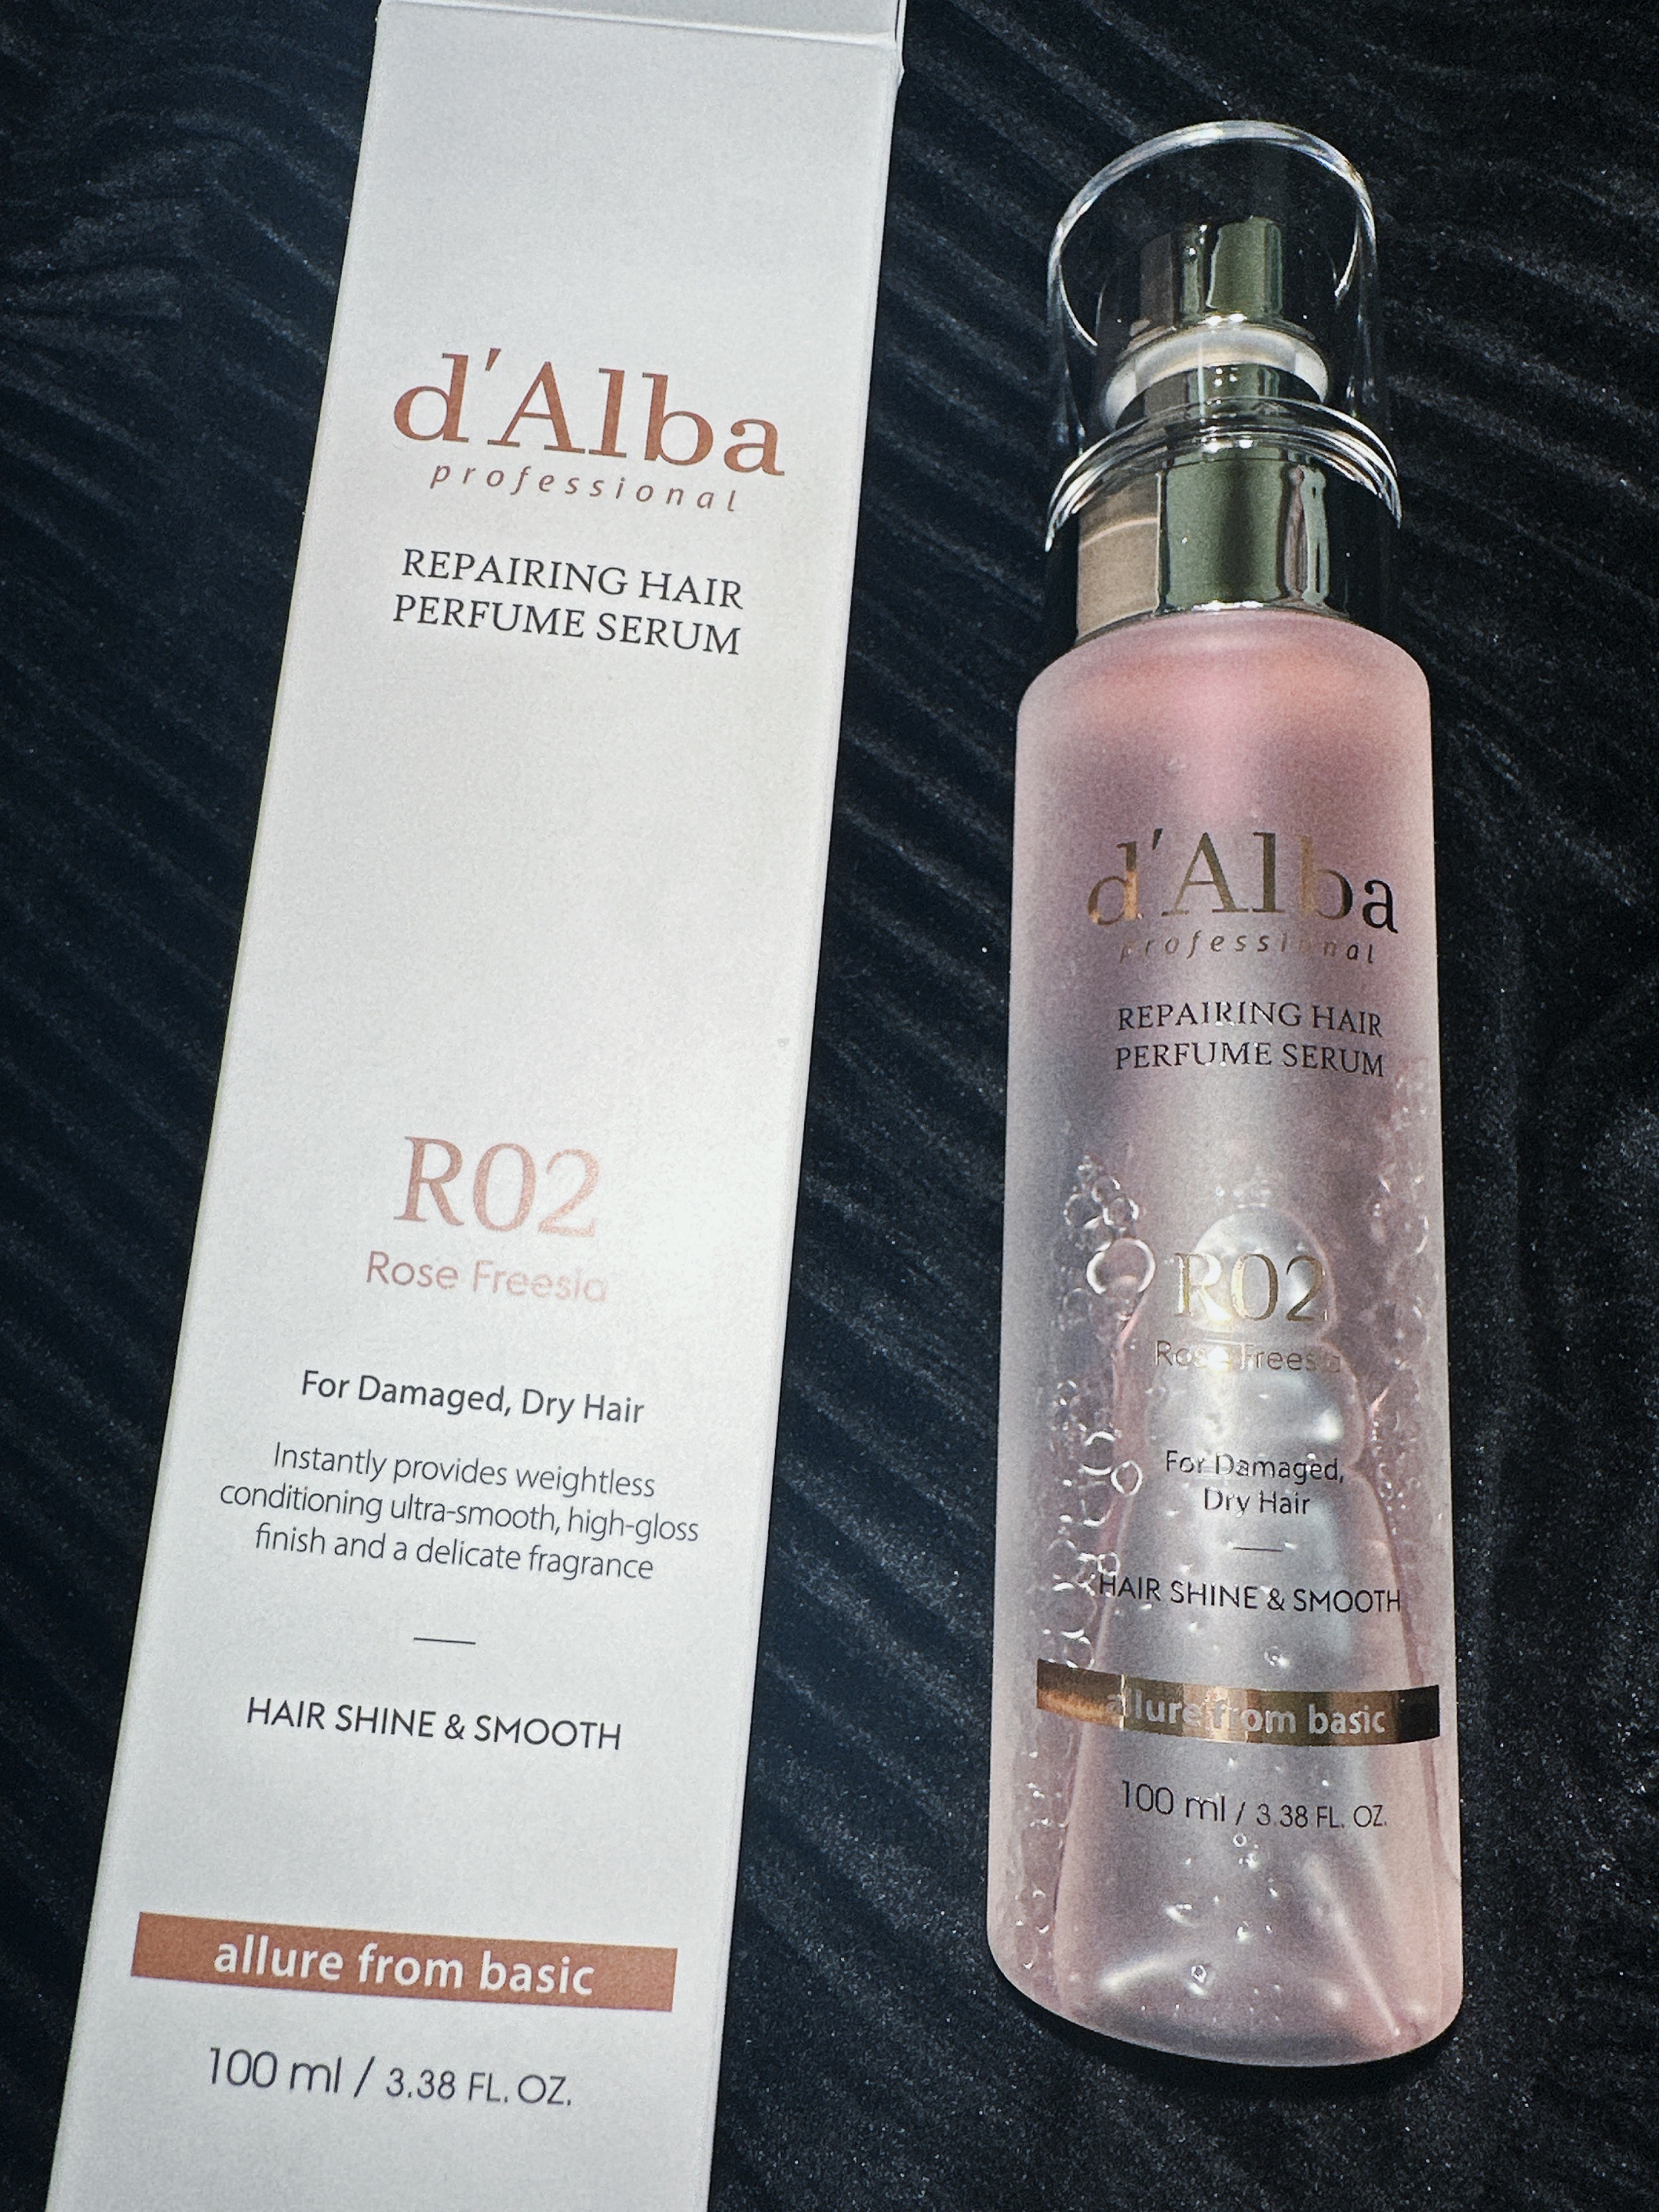 d'Alba
professional
REPAIRING HAIR
PERFUME SERUM
R02
Rose Freesia
For Damaged, Dry Hair
Instantly provides weightless
conditioning ultra-smooth, high-gloss
finish and a delicate fragrance
HAIR SHINE & SMOOTH
allure from basic
100 ml / 3.38 FL. OZ.
d'Alba
professional
REPAIRING HAIR
PERFUME SERUM
R02
Rose Freesia
For Damaged,
Dry Hair
HAIR SHINE & SMOOTH
allure from basic
100 ml / 3.38 FL. OZ.